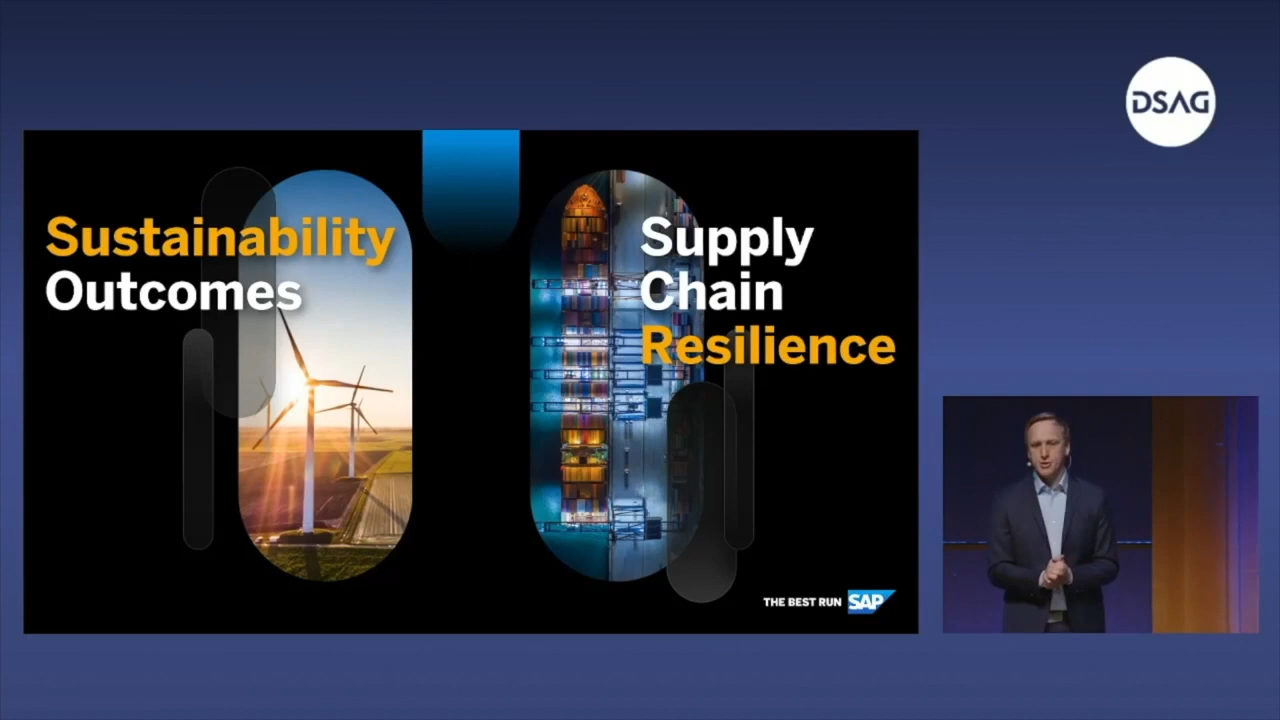 DSAG
Sustainability
Outcomes
Supply
Chain
Resilience
THE BEST RUN SAP